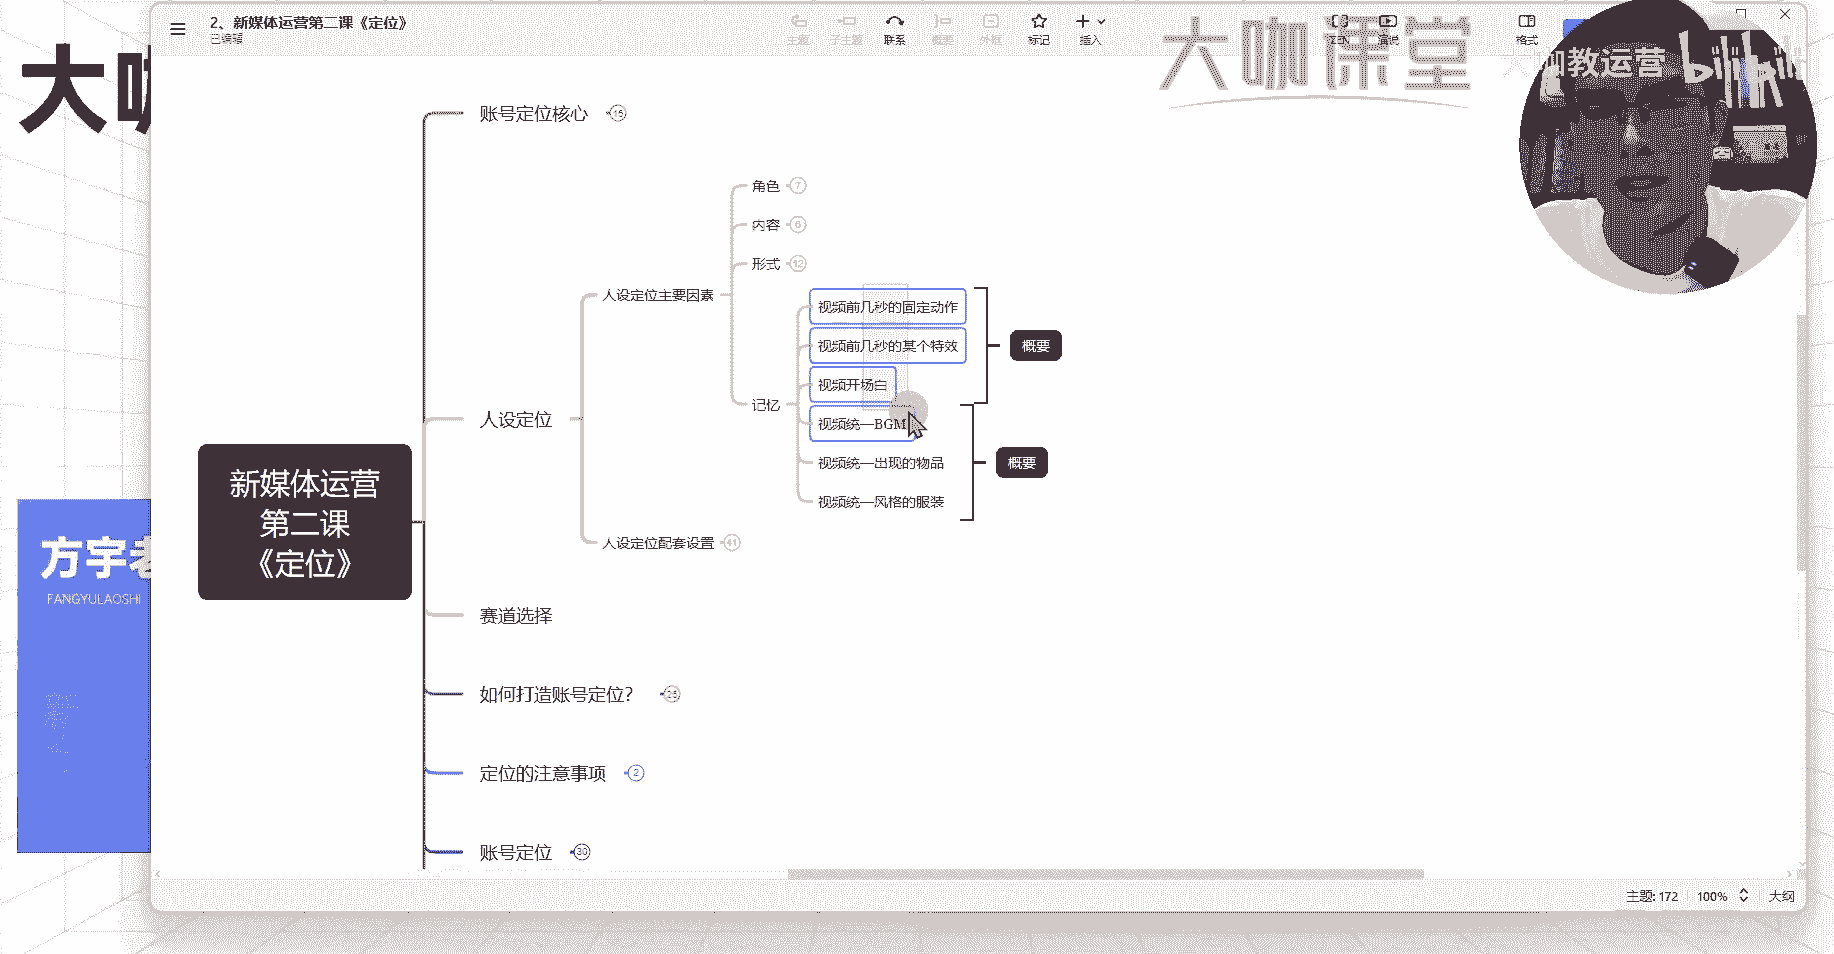 2、新媒体运营第二课《定位》
已编辑
主题
子主题
联系
概要
外框
标记
插入
ZEN
演说
格式
大咖课堂
大咖教运营
bilibili
大咖
账号定位核心
15
角色
7
内容
6
形式
12
人设定位主要因素
视频前几秒的固定动作
视频前几秒的某个特效
概要
视频开场白
记忆
人设定位
视频统一BGM
视频统一出现的物品
概要
视频统一风格的服装
新媒体运营
第二课
《定位》
人设定位配套设置
41
方宇老
FANGYULAOSHI
赛道选择
如何打造账号定位?
25
定位的注意事项
2
账号定位
30
主题: 172
100%
大纲